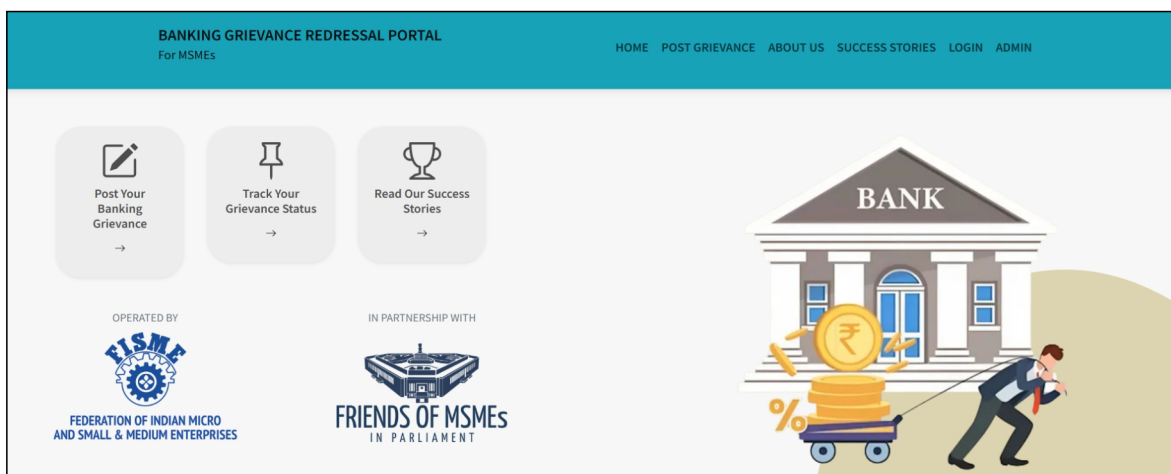 BANKING GRIEVANCE REDRESSAL PORTAL
For MSMEs
HOME POST GRIEVANCE ABOUT US SUCCESS STORIES LOGIN ADMIN
Post Your
Banking
Grievance
→
Track Your
Grievance Status
→
Read Our Success
Stories
→
BANK
₹
%
OPERATED BY
FISME
FEDERATION OF INDIAN MICRO
AND SMALL & MEDIUM ENTERPRISES
IN PARTNERSHIP WITH
FRIENDS OF MSMEs
IN PARLIAMENT